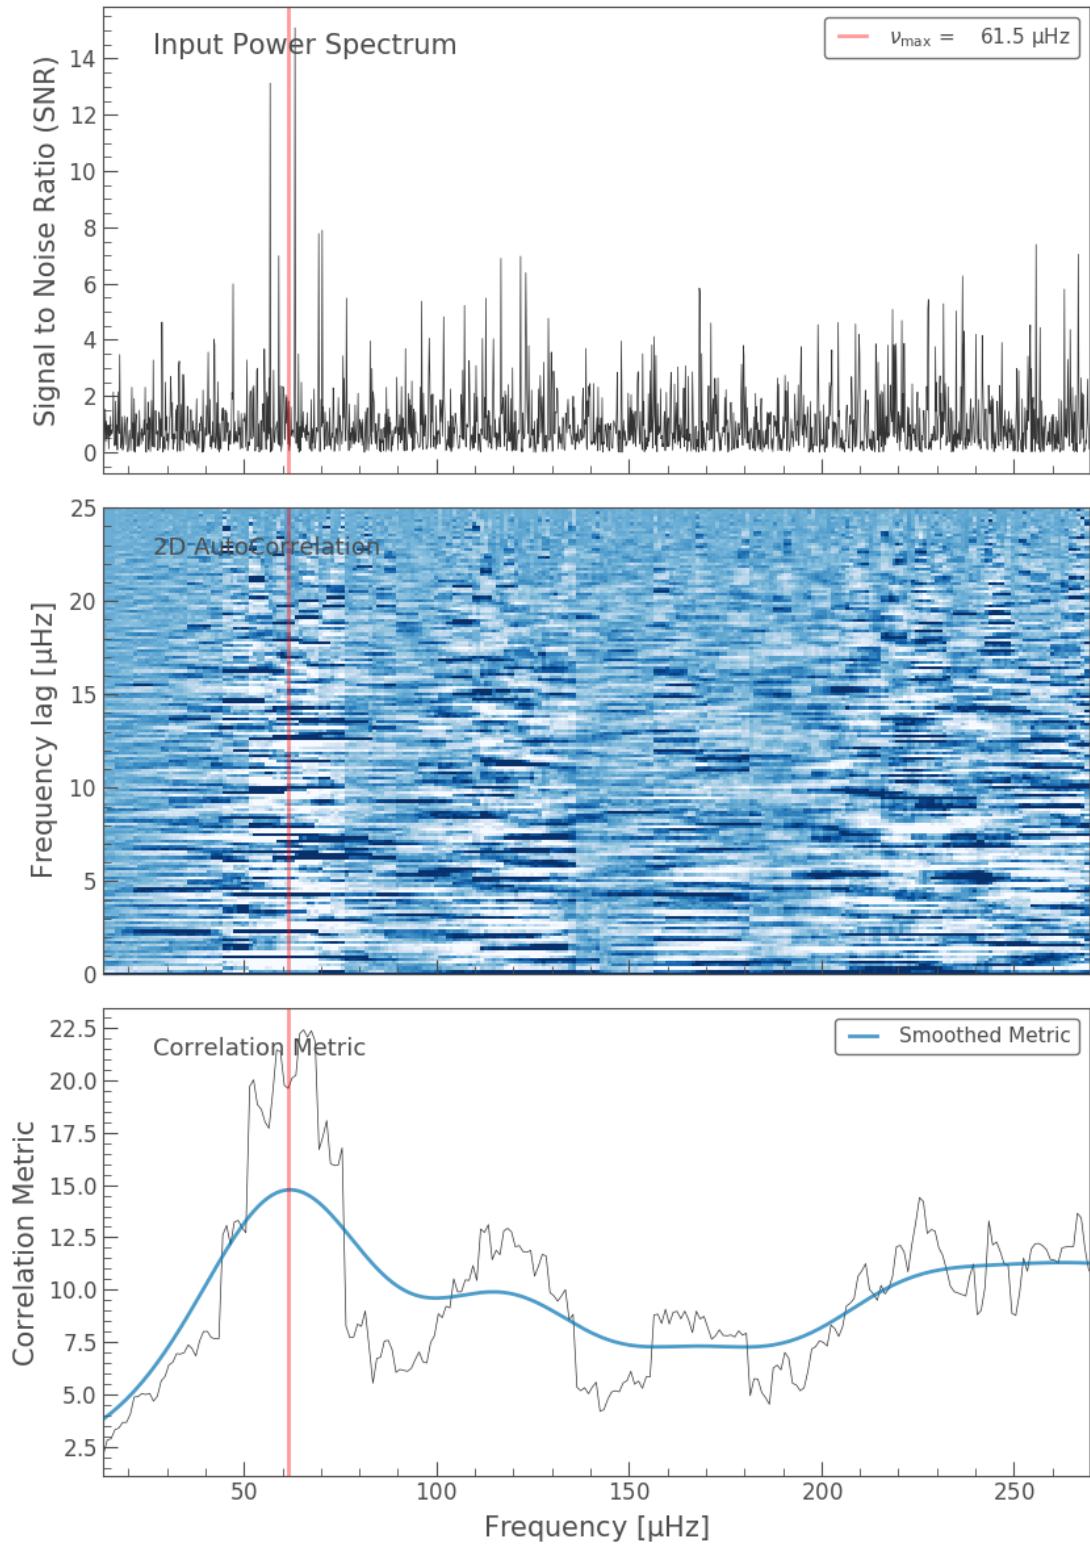 Input Power Spectrum
νmax = 61.5 µHz
Signal to Noise Ratio (SNR)
14
12
10
8
6
4
2
0
2D AutoCorrelation
Frequency lag [µHz]
25
20
15
10
5
0
Correlation Metric
Smoothed Metric
Correlation Metric
22.5
20.0
17.5
15.0
12.5
10.0
7.5
5.0
2.5
50 100 150 200 250
Frequency [µHz]